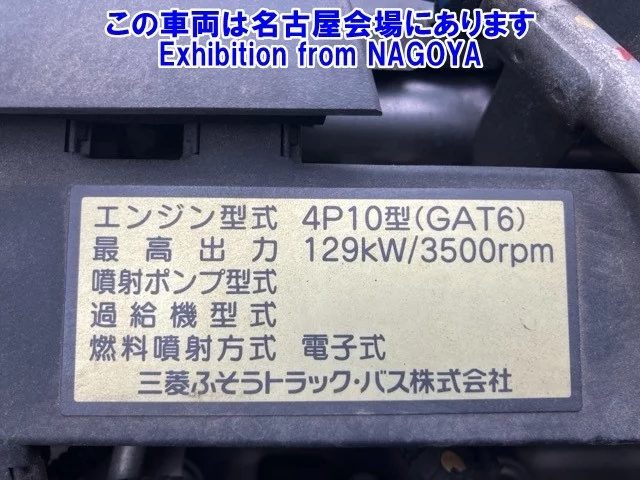 この車両は名古屋会場にあります
Exhibition from NAGOYA
エンジン型式 4P10型(GAT6)
最高出力 129kW/3500rpm
噴射ポンプ型式
過給機型式
燃料噴射方式 電子式
三菱ふそうトラック・バス株式会社